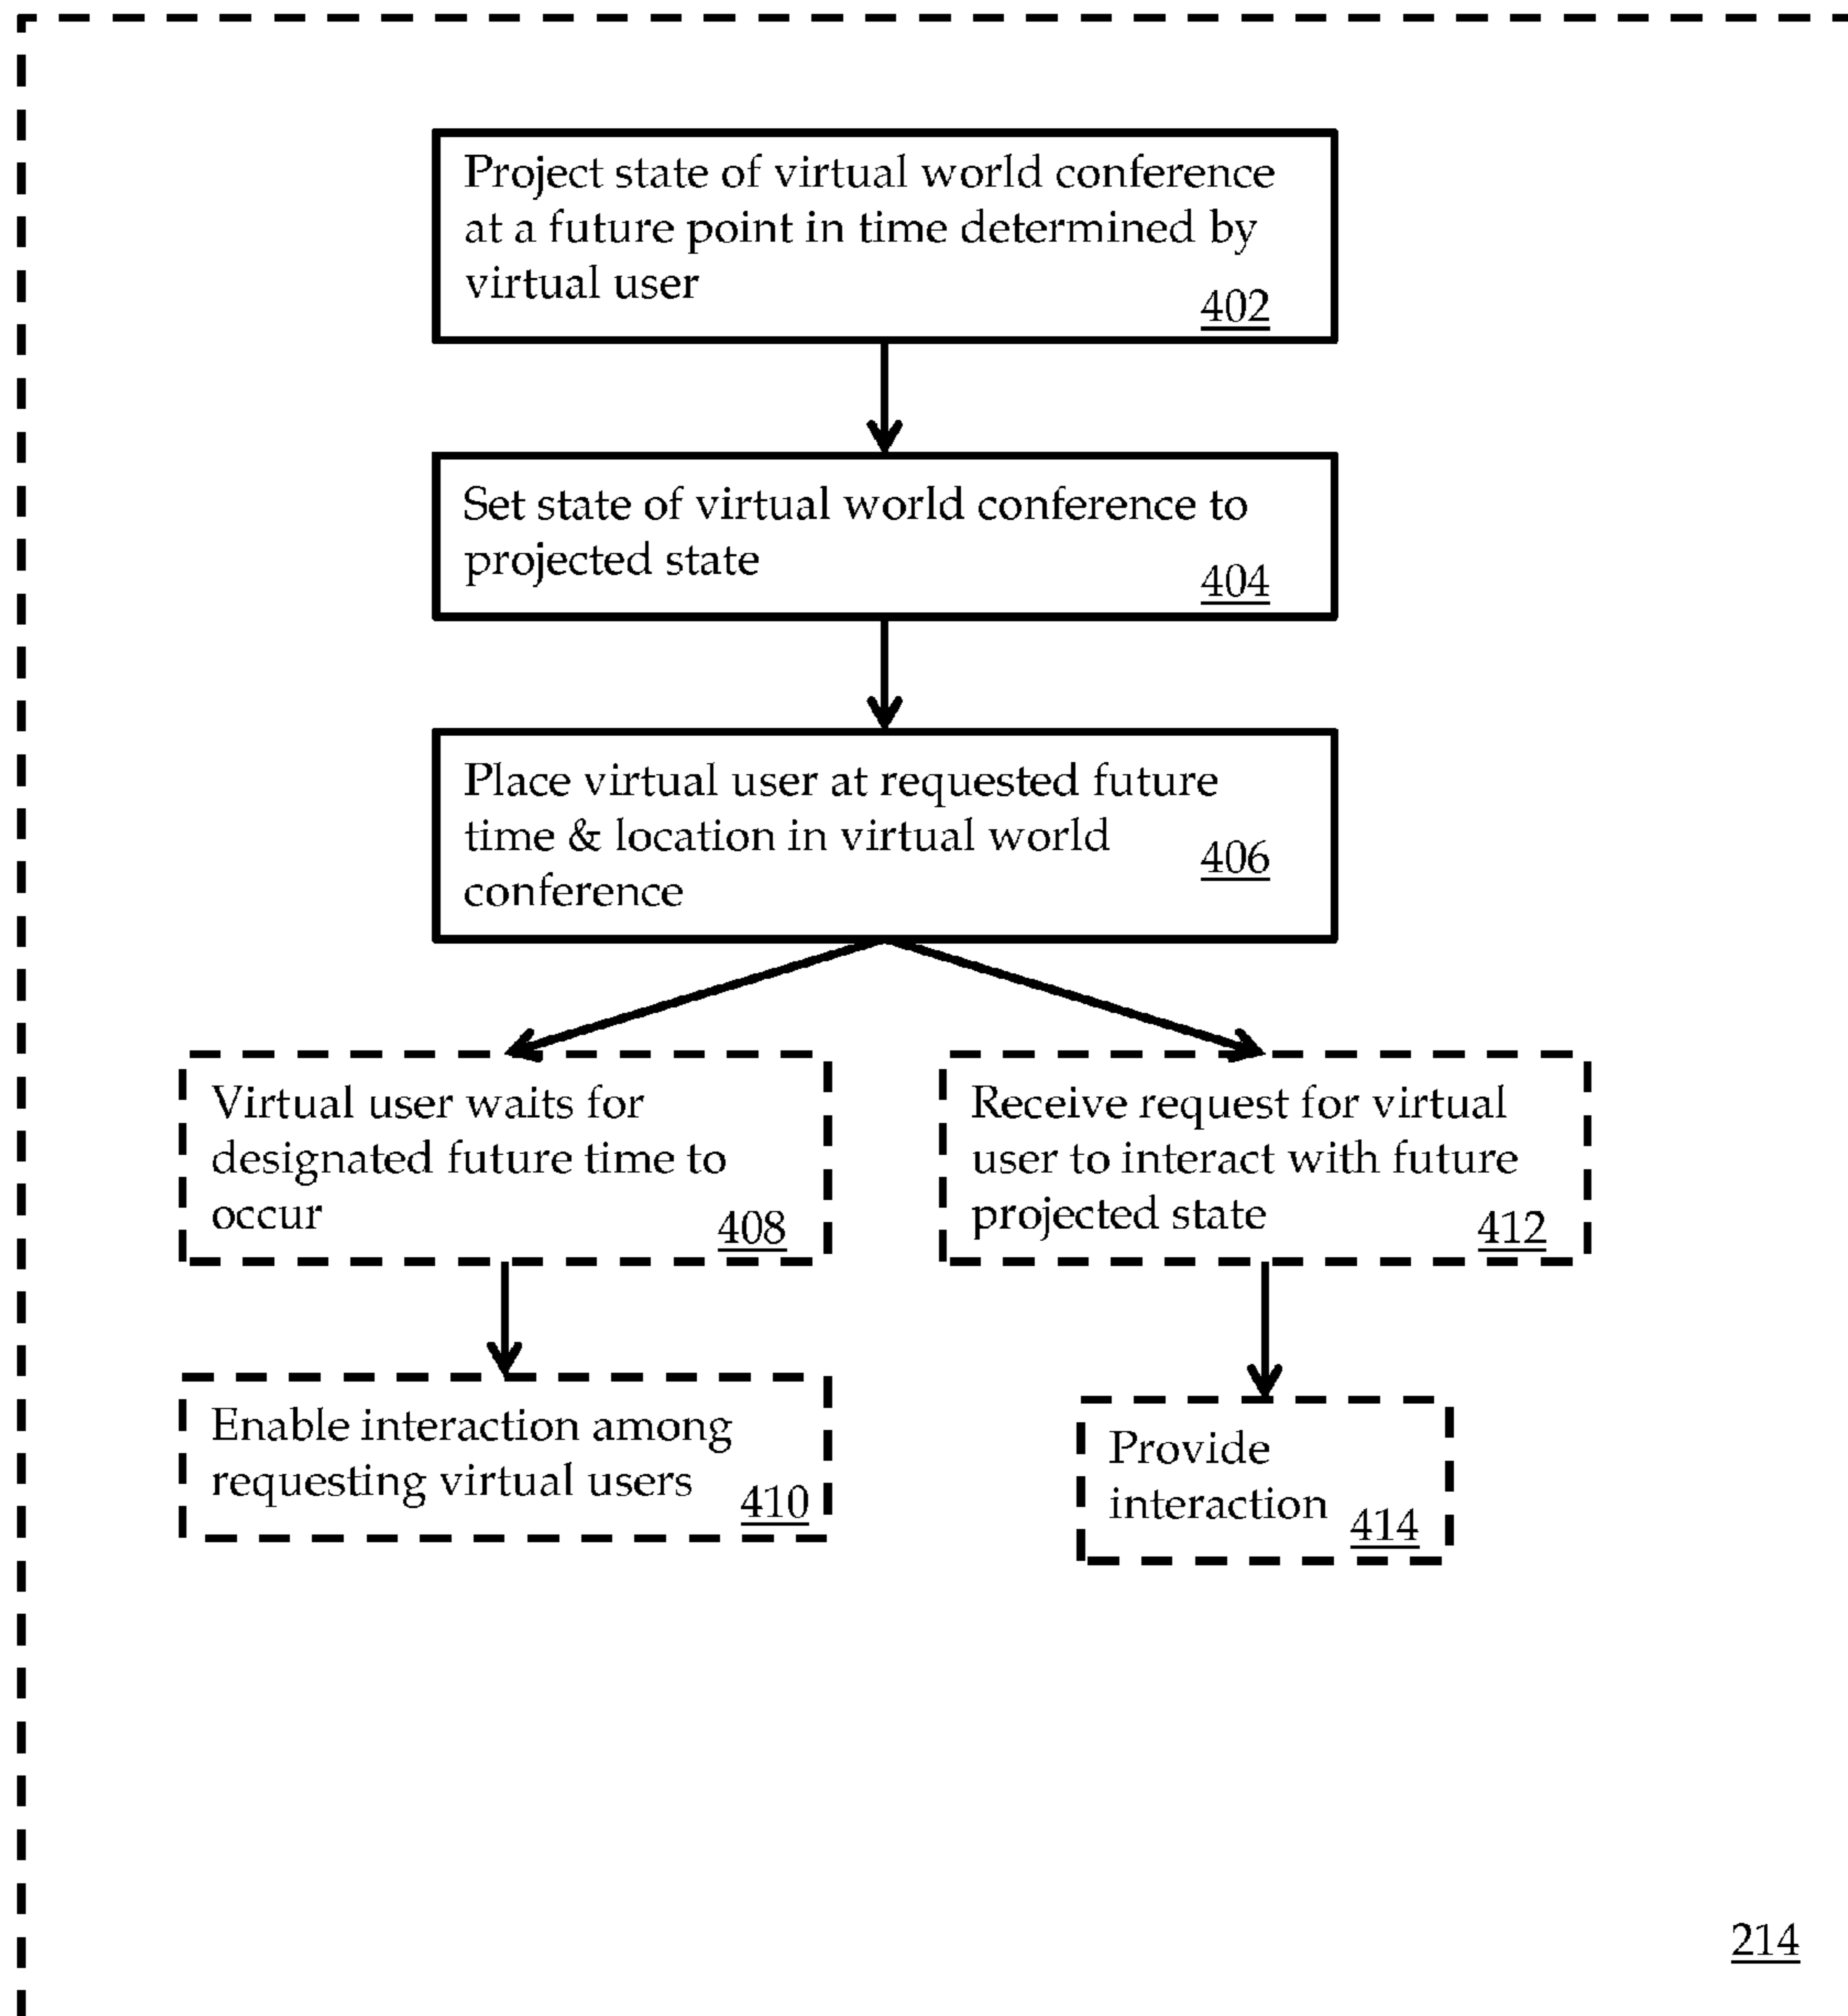 Project state of virtual world conference
at a future point in time determined by
virtual user
402
Set state of virtual world conference to
projected state
404
Place virtual user at requested future
time & location in virtual world
conference
406
Virtual user waits for
designated future time to
occur
408
Enable interaction among
requesting virtual users
410
Receive request for virtual
user to interact with future
projected state
412
Provide
interaction
414
214